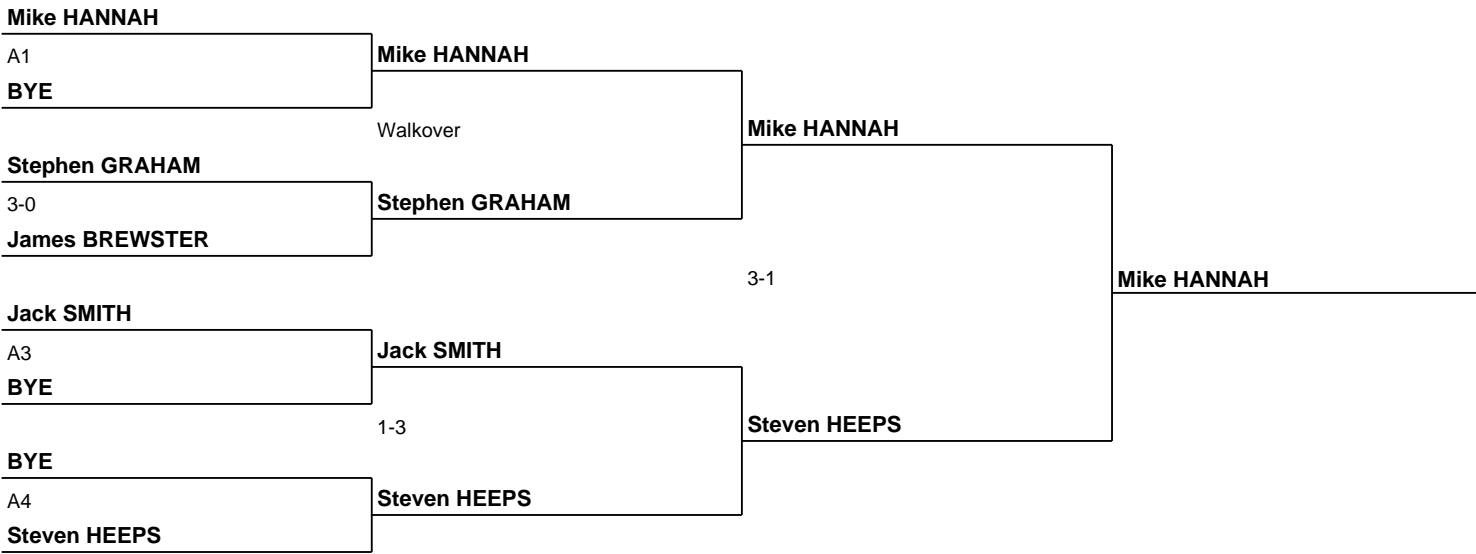 Mike HANNAH
A1
Mike HANNAH
BYE
Walkover
Mike HANNAH
Stephen GRAHAM
3-0
Stephen GRAHAM
James BREWSTER
3-1
Mike HANNAH
Jack SMITH
A3
Jack SMITH
BYE
1-3
Steven HEEPS
BYE
A4
Steven HEEPS
Steven HEEPS